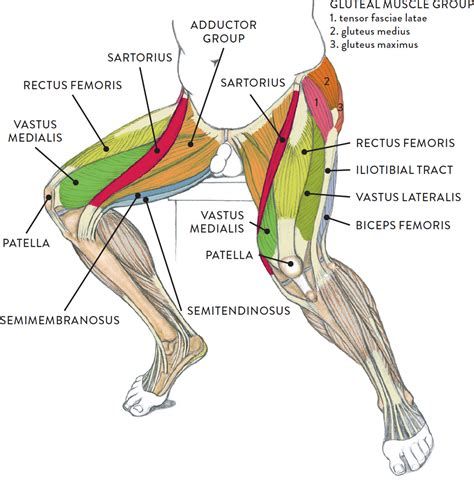 GLUTEAL MUSCLE GROUP
1. tensor fasciae latae
2. gluteus medius
3. gluteus maximus
ADDUCTOR
GROUP
SARTORIUS
SARTORIUS
RECTUS FEMORIS
VASTUS
MEDIALIS
2
1
3
RECTUS FEMORIS
ILIOTIBIAL TRACT
VASTUS LATERALIS
BICEPS FEMORIS
VASTUS
MEDIALIS
PATELLA
PATELLA
SEMIMEMBRANOSUS
SEMITENDINOSUS